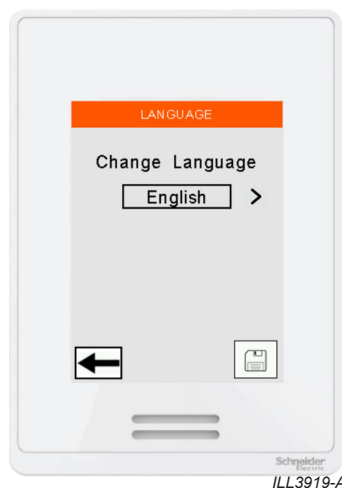 LANGUAGE
Change Language
English >
Schneider
Electric
ILL3919-A